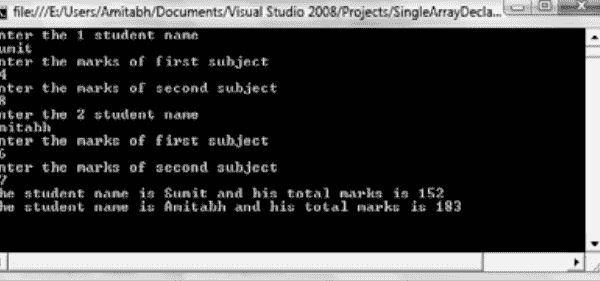 file:///E:/Users/Amitabh/Documents/Visual Studio 2008/Projects/SingleArrayDecla...
nter the 1 student name
umit
nter the marks of first subject
4
nter the marks of second subject
8
nter the 2 student name
mitabh
nter the marks of first subject
6
nter the marks of second subject
7
he student name is Sumit and his total marks is 152
he student name is Amitabh and his total marks is 183